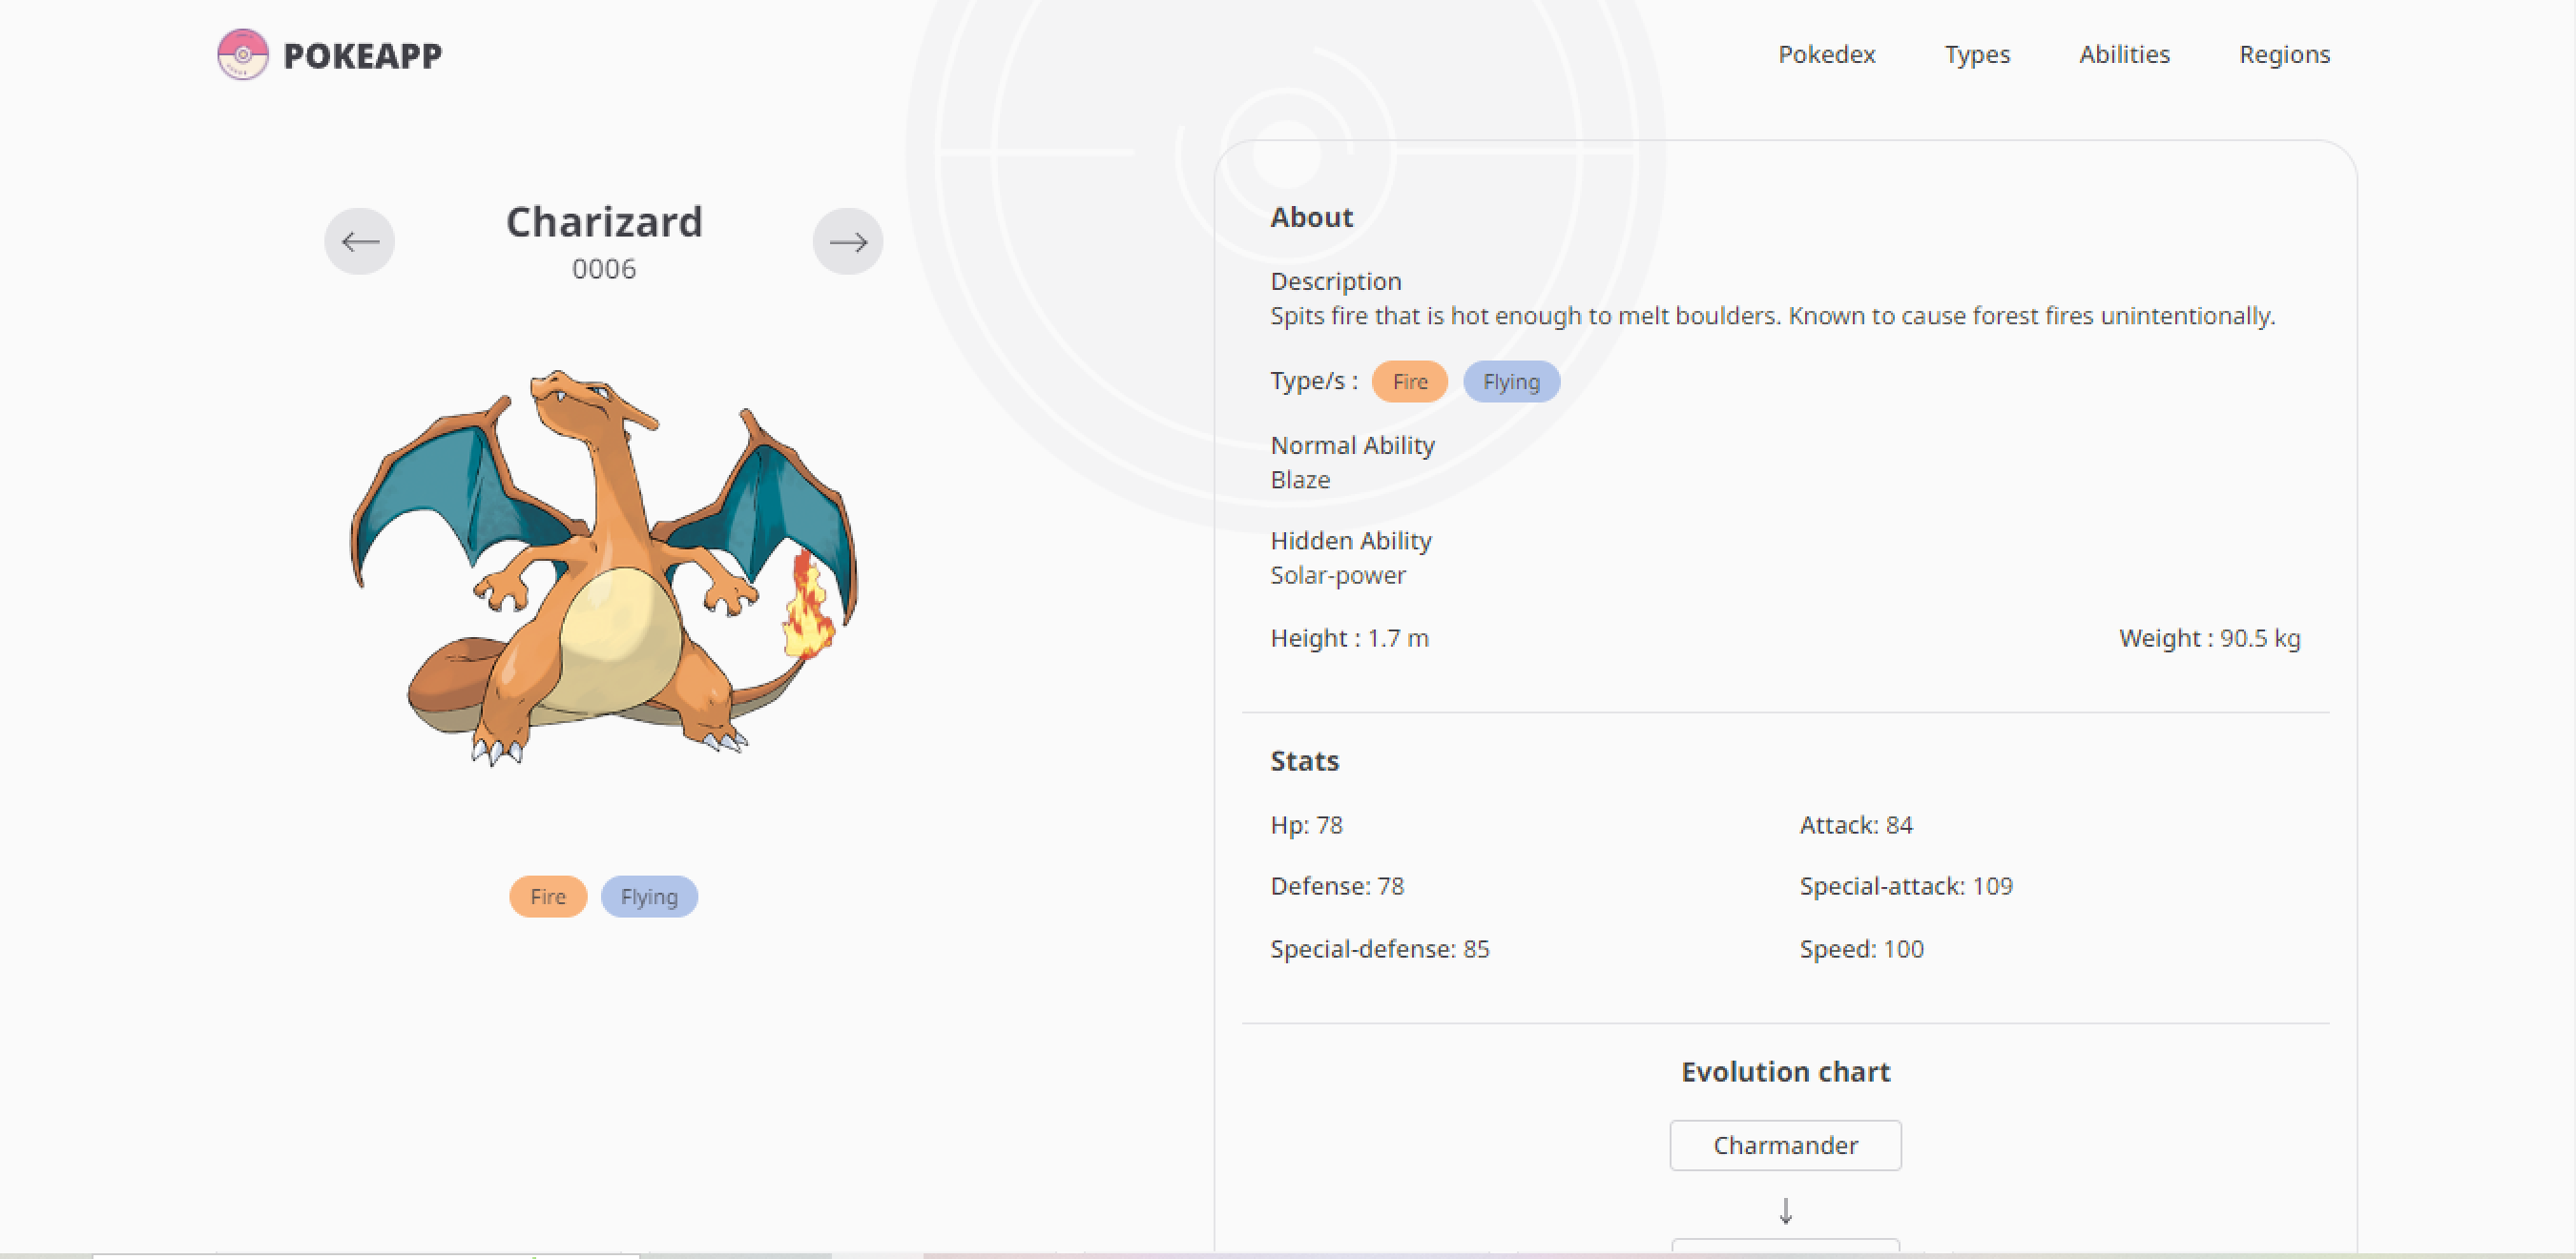 POKEAPP
Pokedex Types Abilities Regions
Charizard
0006
Fire Flying
About
Description
Spits fire that is hot enough to melt boulders. Known to cause forest fires unintentionally.
Type/s : Fire Flying
Normal Ability
Blaze
Hidden Ability
Solar-power
Height : 1.7 m Weight : 90.5 kg
Stats
Hp: 78 Attack: 84
Defense: 78 Special-attack: 109
Special-defense: 85 Speed: 100
Evolution chart
Charmander